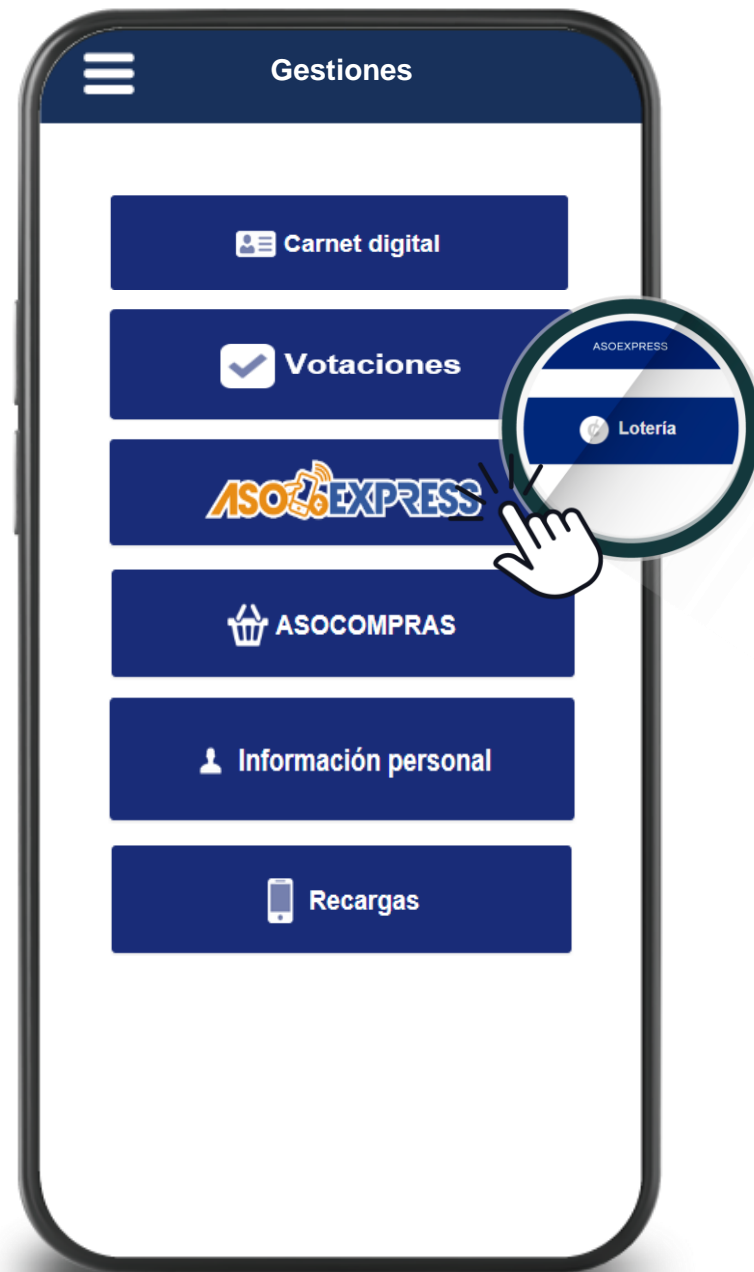 Gestiones
Carnet digital
Votaciones
ASOEXPRESS
Lotería
ASOEXPRESS
ASOCOMPRAS
Información personal
Recargas